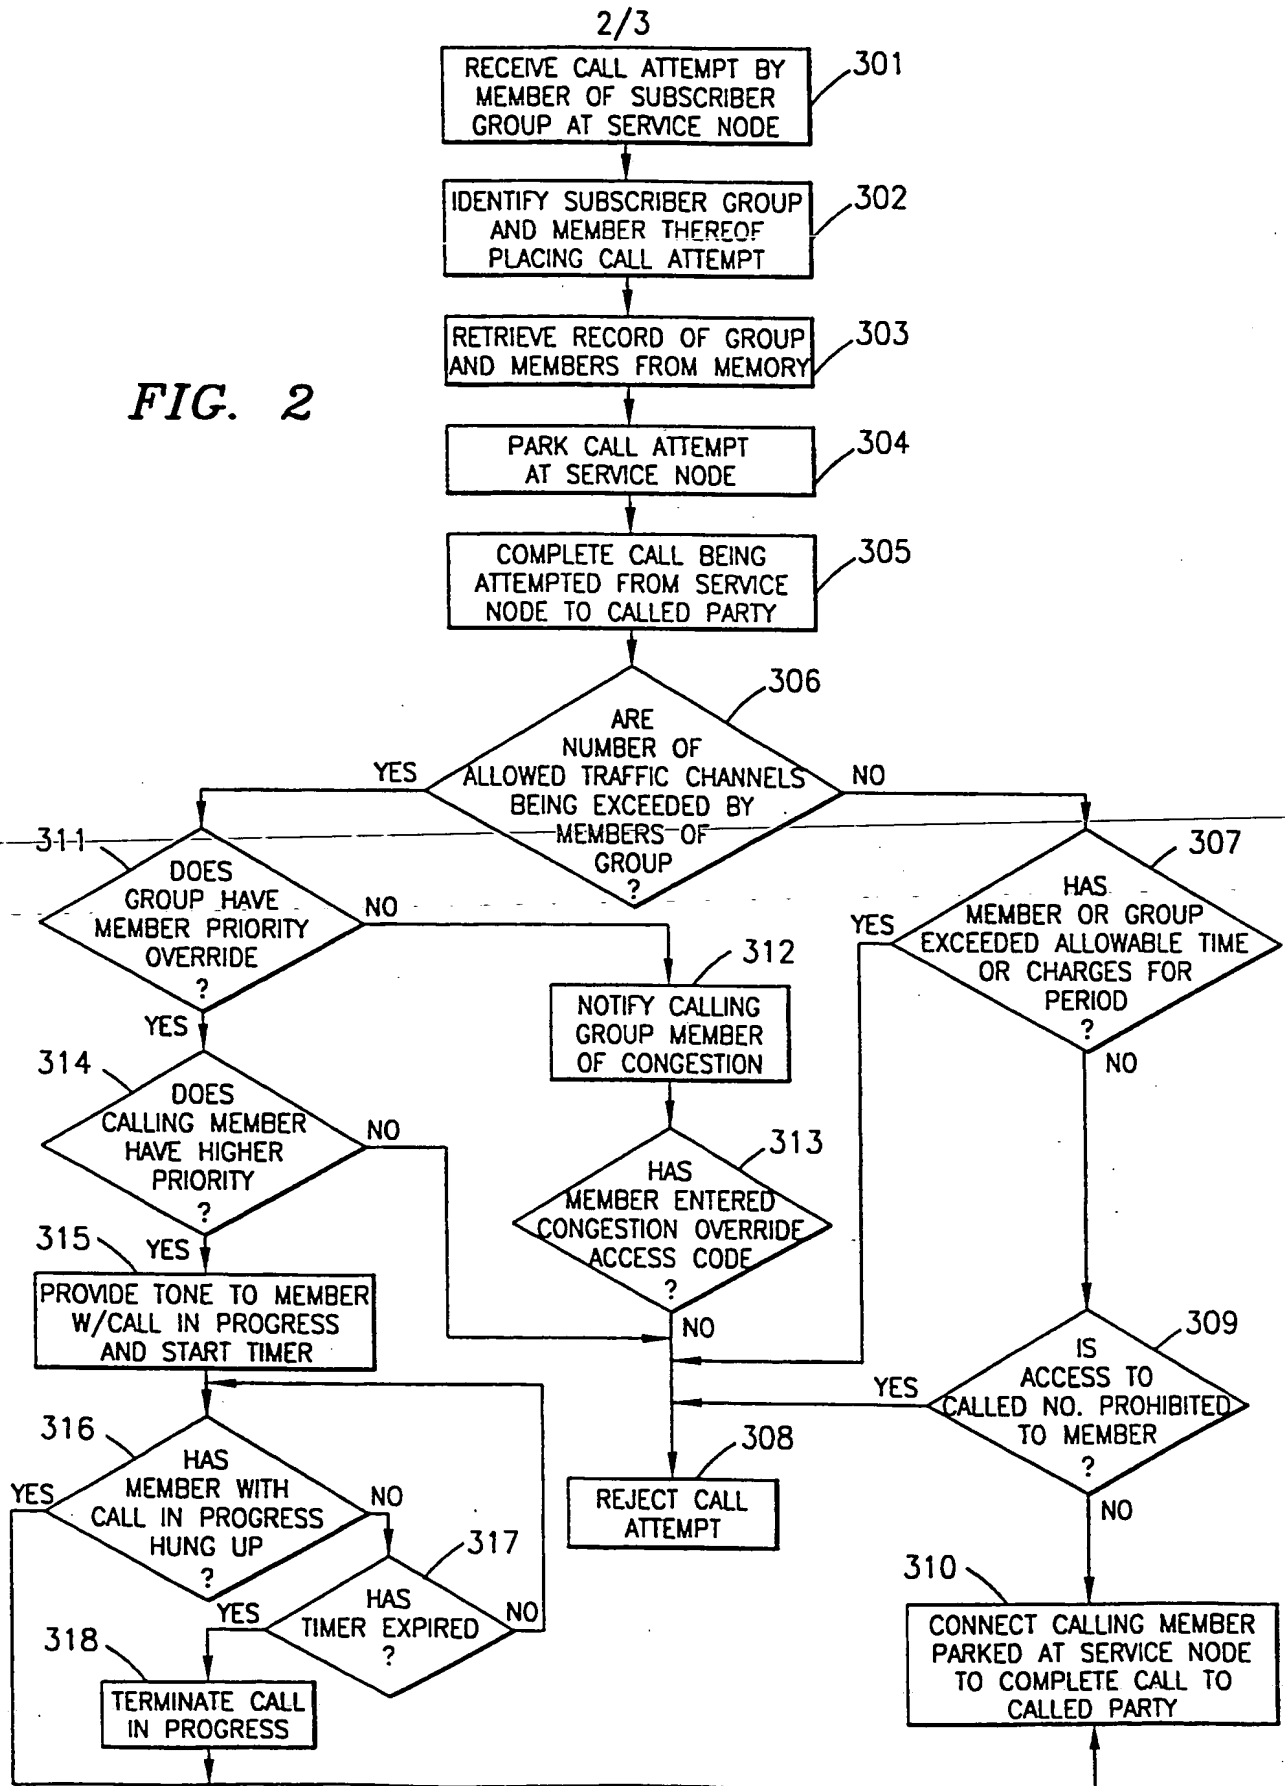 2/3
RECEIVE CALL ATTEMPT BY
MEMBER OF SUBSCRIBER
GROUP AT SERVICE NODE
301
IDENTIFY SUBSCRIBER GROUP
AND MEMBER THEREOF
PLACING CALL ATTEMPT
302
RETRIEVE RECORD OF GROUP
AND MEMBERS FROM MEMORY
303
FIG. 2
PARK CALL ATTEMPT
AT SERVICE NODE
304
COMPLETE CALL BEING
ATTEMPTED FROM SERVICE
NODE TO CALLED PARTY
305
306
ARE
NUMBER OF
ALLOWED TRAFFIC CHANNELS
BEING EXCEEDED BY
MEMBERS OF
GROUP
?
YES
NO
311
DOES
GROUP HAVE
MEMBER PRIORITY
OVERRIDE
?
NO
YES
307
HAS
MEMBER OR GROUP
EXCEEDED ALLOWABLE TIME
OR CHARGES FOR
PERIOD
?
YES
NO
312
NOTIFY CALLING
GROUP MEMBER
OF CONGESTION
314
DOES
CALLING MEMBER
HAVE HIGHER
PRIORITY
?
NO
YES
313
HAS
MEMBER ENTERED
CONGESTION OVERRIDE
ACCESS CODE
?
NO
315
PROVIDE TONE TO MEMBER
W/CALL IN PROGRESS
AND START TIMER
309
IS
ACCESS TO
CALLED NO. PROHIBITED
TO MEMBER
?
YES
NO
316
HAS
MEMBER WITH
CALL IN PROGRESS
HUNG UP
?
YES
NO
308
REJECT CALL
ATTEMPT
317
HAS
TIMER EXPIRED
?
YES
NO
318
TERMINATE CALL
IN PROGRESS
310
CONNECT CALLING MEMBER
PARKED AT SERVICE NODE
TO COMPLETE CALL TO
CALLED PARTY